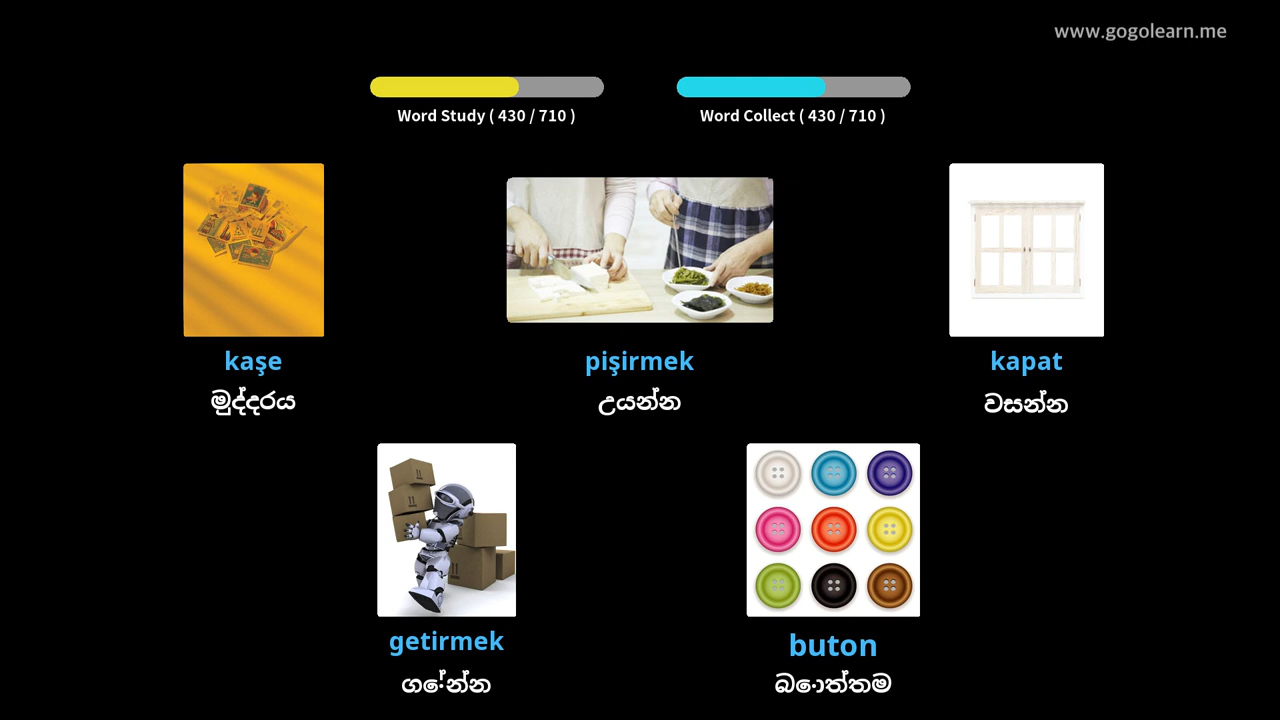 www.gogolearn.me
Word Study ( 430 / 710 )
Word Collect ( 430 / 710 )
kaşe
pişirmek
kapat
මුද්දරය
උයන්න
වසන්න
getirmek
buton
ගේන්න
බොත්තම